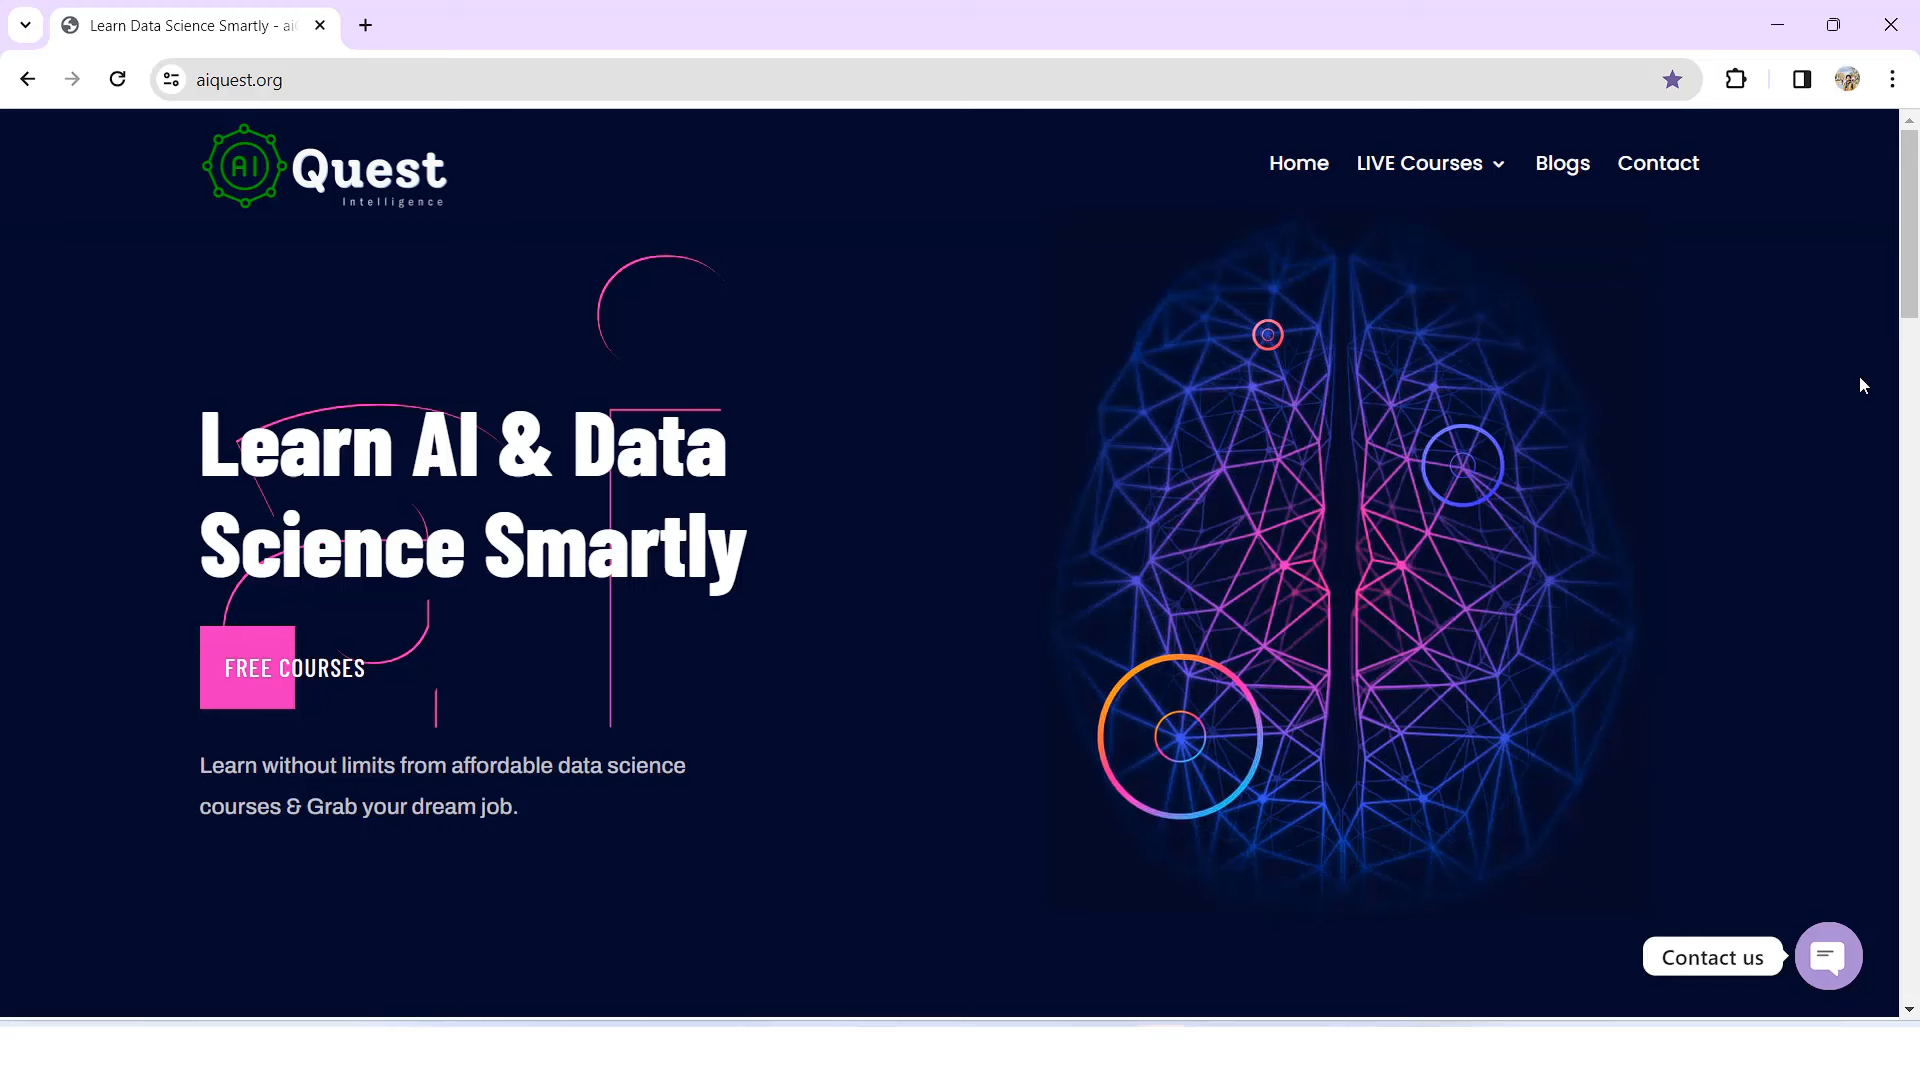 Learn Data Science Smartly - ai
aiquest.org
AI Quest
Intelligence
Home
LIVE Courses
Blogs
Contact
Learn AI & Data
Science Smartly
FREE COURSES
Learn without limits from affordable data science
courses & Grab your dream job.
Contact us